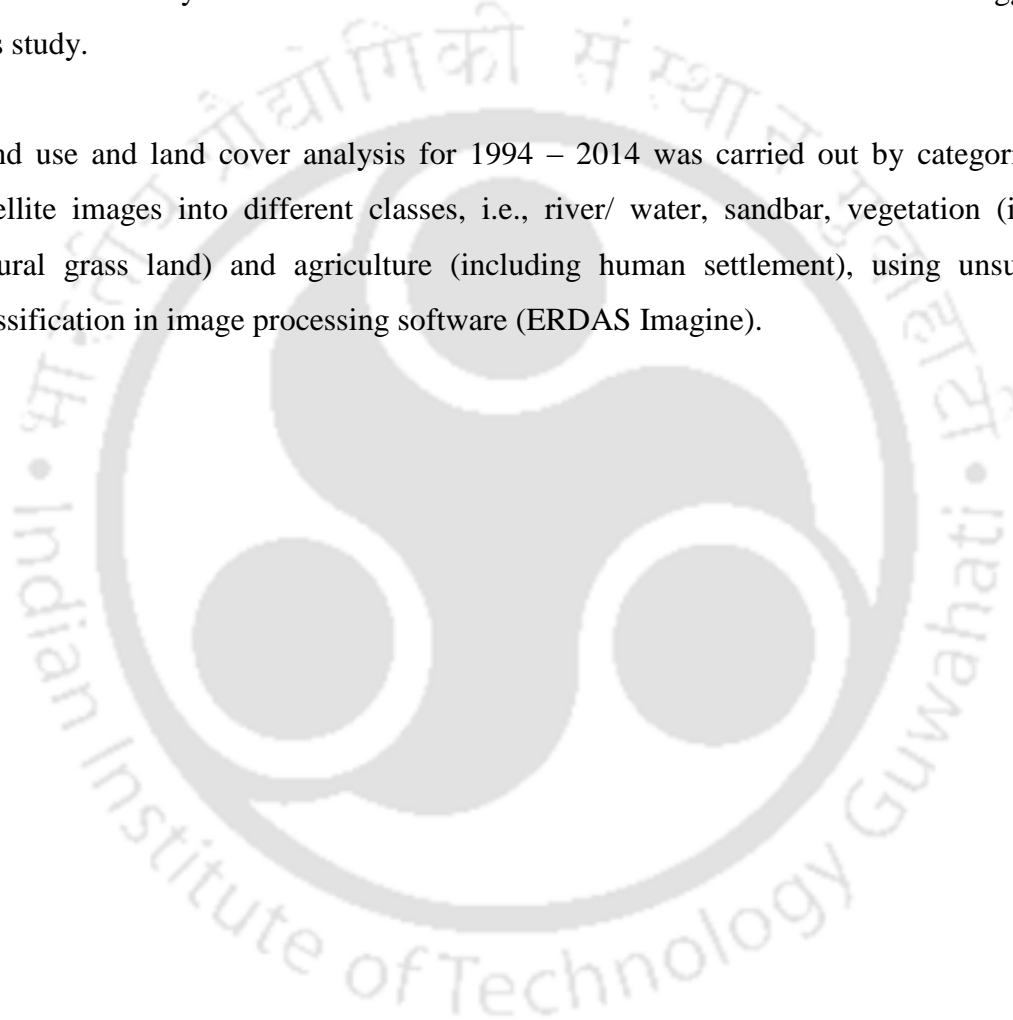 s study.
nd use and land cover analysis for 1994 – 2014 was carried out by categori
ellite images into different classes, i.e., river/ water, sandbar, vegetation (i
ural grass land) and agriculture (including human settlement), using unsu
ssification in image processing software (ERDAS Imagine).
भारतीय प्रौद्योगिकी संस्थान गुवाहाटी
• Indian Institute of Technology Guwahati •